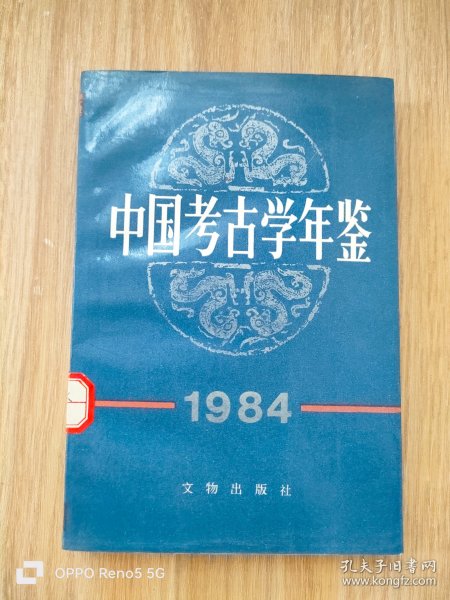 中国考古学年鉴
1984
文物出版社
OPPO Reno5 5G
孔夫子旧书网
www.kongfz.com